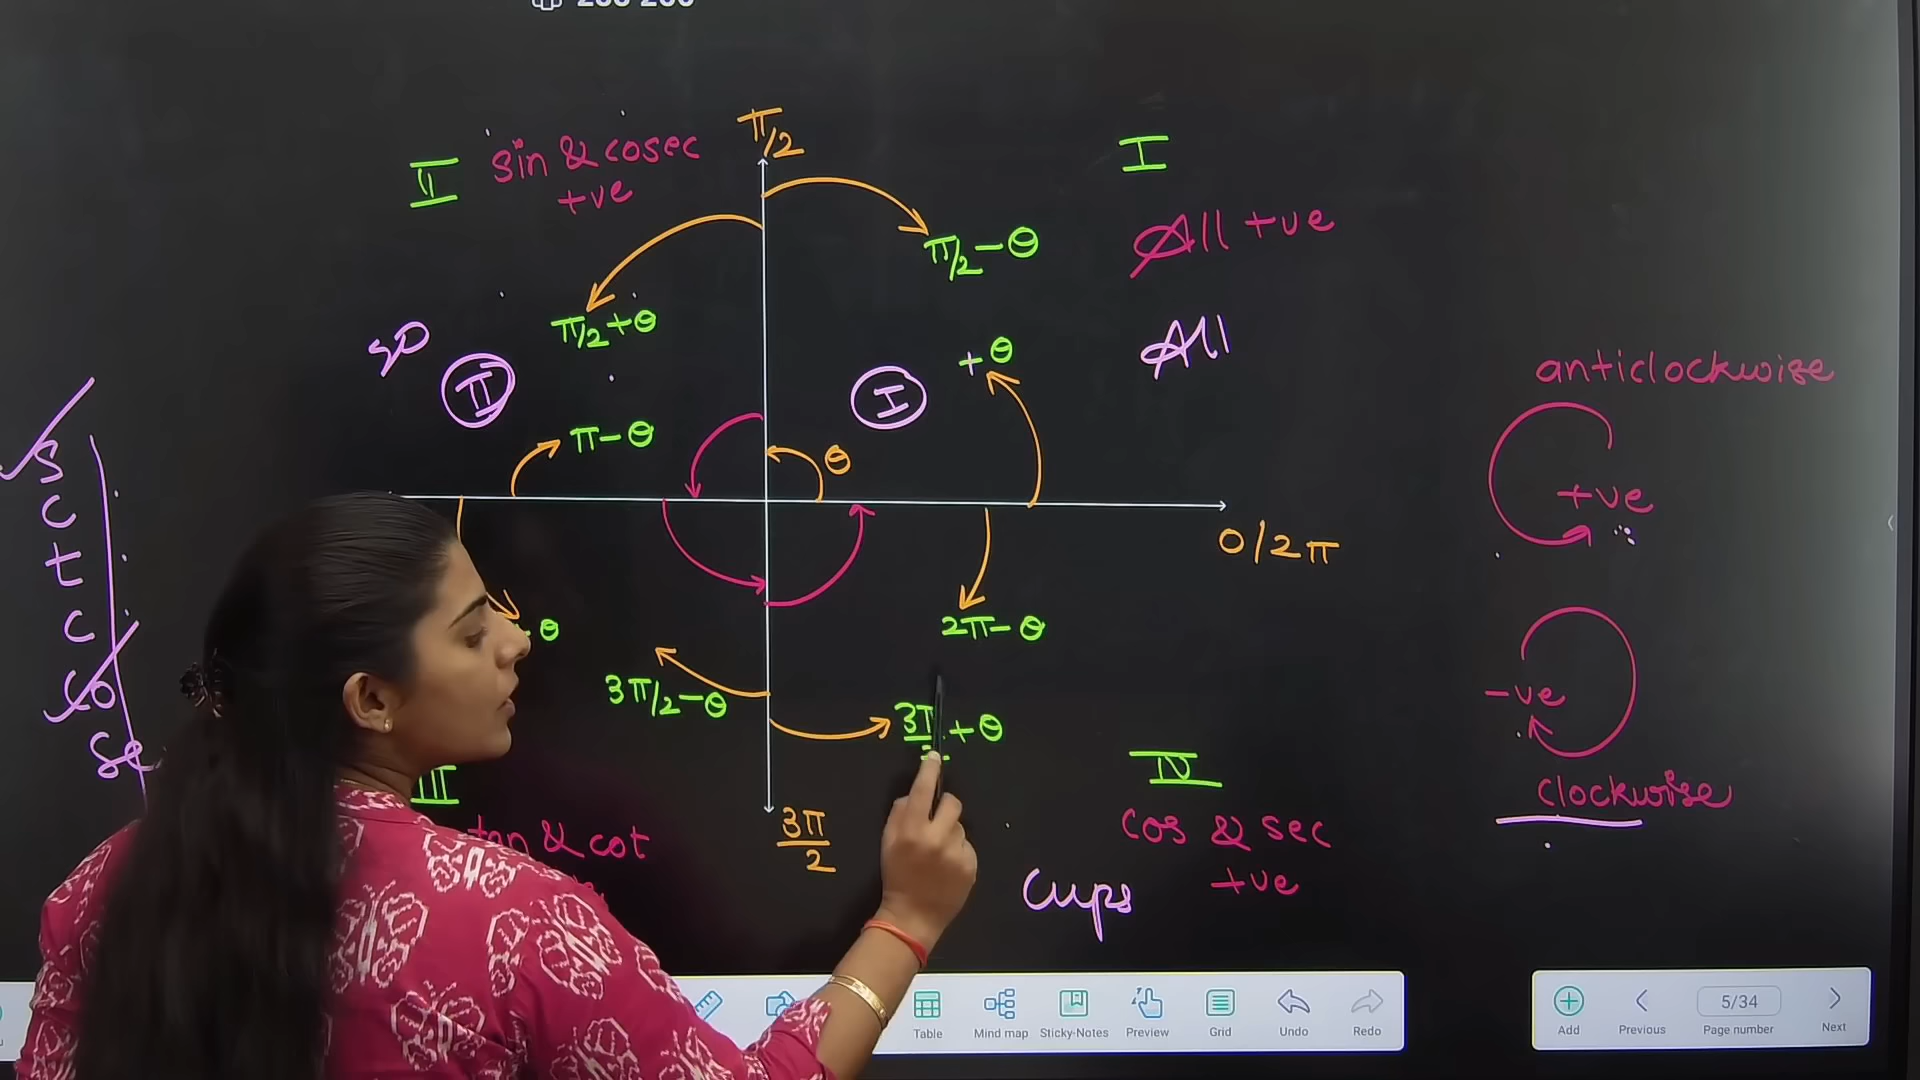 π/2
II sin & cosec
+ve
I
All +ve
π/2 - θ
π/2 + θ
All
+ θ
II
I
π - θ
θ
anticlockwise
+ve
0/2π
S
C
t
C
Co
Se
- θ
2π - θ
3π/2 - θ
3π + θ
-ve
clockwise
III
IV
& cot
3π
2
cos & sec
+ve
Cups
Table
Mind map
Sticky-Notes
Preview
Grid
Undo
Redo
Add
Previous
5/34
Page number
Next